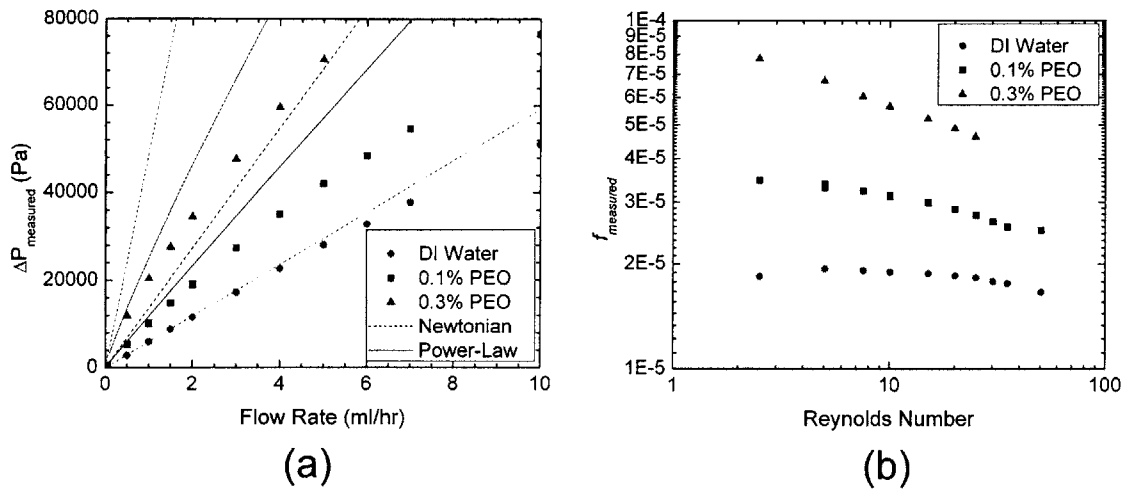 80000
60000
40000
20000
0
0
2
4
6
8
10
ΔP measured (Pa)
Flow Rate (ml/hr)
DI Water
0.1% PEO
0.3% PEO
Newtonian
Power-Law
(a)
1E-4
9E-5
8E-5
7E-5
6E-5
5E-5
4E-5
3E-5
2E-5
1E-5
1
10
100
f measured
Reynolds Number
DI Water
0.1% PEO
0.3% PEO
(b)